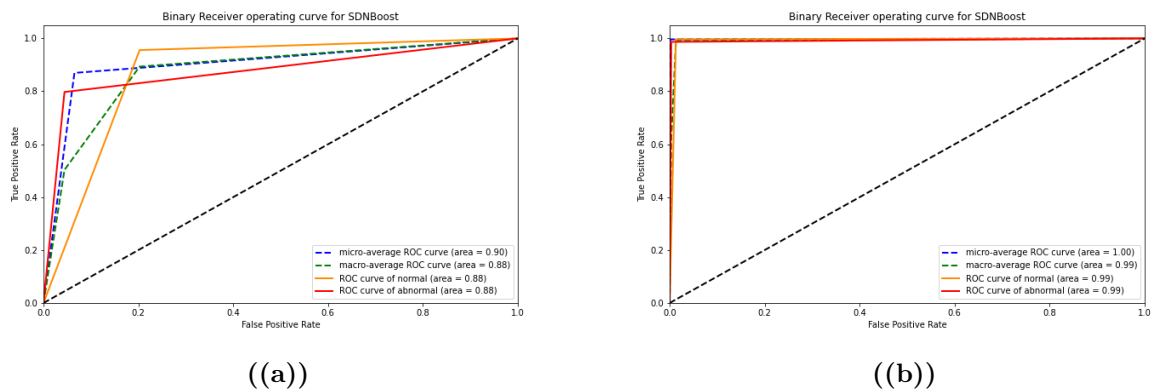 Binary Receiver operating curve for SDNBoost
True Positive Rate
1.0
0.8
0.6
0.4
0.2
0.0
micro-average ROC curve (area = 0.90)
macro-average ROC curve (area = 0.88)
ROC curve of normal (area = 0.88)
ROC curve of abnormal (area = 0.88)
0.0 0.2 0.4 0.6 0.8 1.0
False Positive Rate
((a))
Binary Receiver operating curve for SDNBoost
True Positive Rate
1.0
0.8
0.6
0.4
0.2
0.0
micro-average ROC curve (area = 1.00)
macro-average ROC curve (area = 0.99)
ROC curve of normal (area = 0.99)
ROC curve of abnormal (area = 0.99)
0.0 0.2 0.4 0.6 0.8 1.0
False Positive Rate
((b))